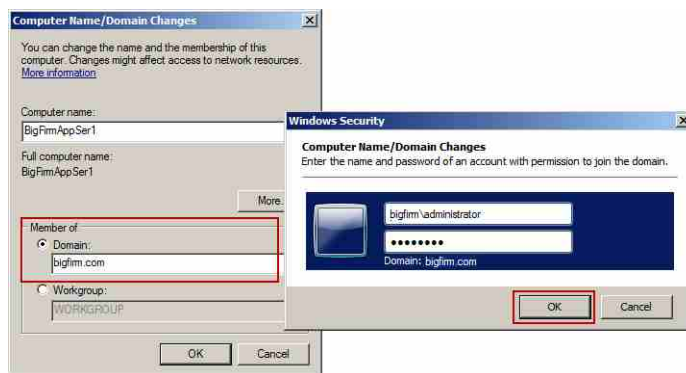 Computer Name/Domain Changes
You can change the name and the membership of this
computer. Changes might affect access to network resources.
More information
Computer name:
BigFirmAppSer1
Full computer name:
BigFirmAppSer1
More.
Member of
Domain:
bigfirm.com
Workgroup:
WORKGROUP
OK
Cancel
Windows Security
Computer Name/Domain Changes
Enter the name and password of an account with permission to join the domain.
bigfirm\administrator
●●●●●●●●
Domain: bigfirm.com
OK
Cancel